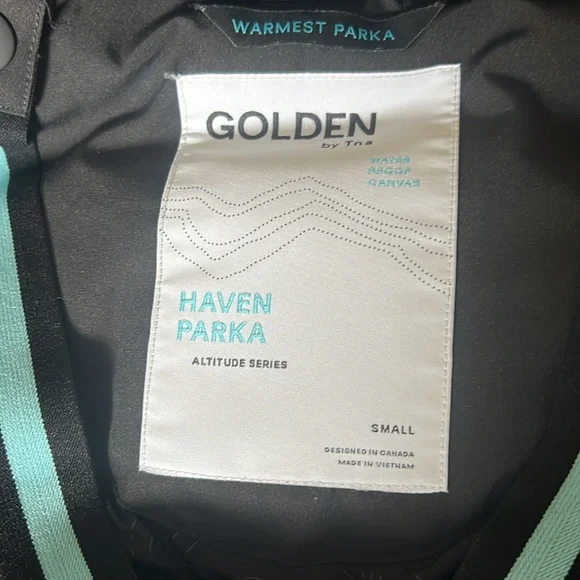 WARMEST PARKA
GOLDEN
by Tna
WATER
PROOF
CANVAS
HAVEN
PARKA
ALTITUDE SERIES
SMALL
DESIGNED IN CANADA
MADE IN VIETNAM